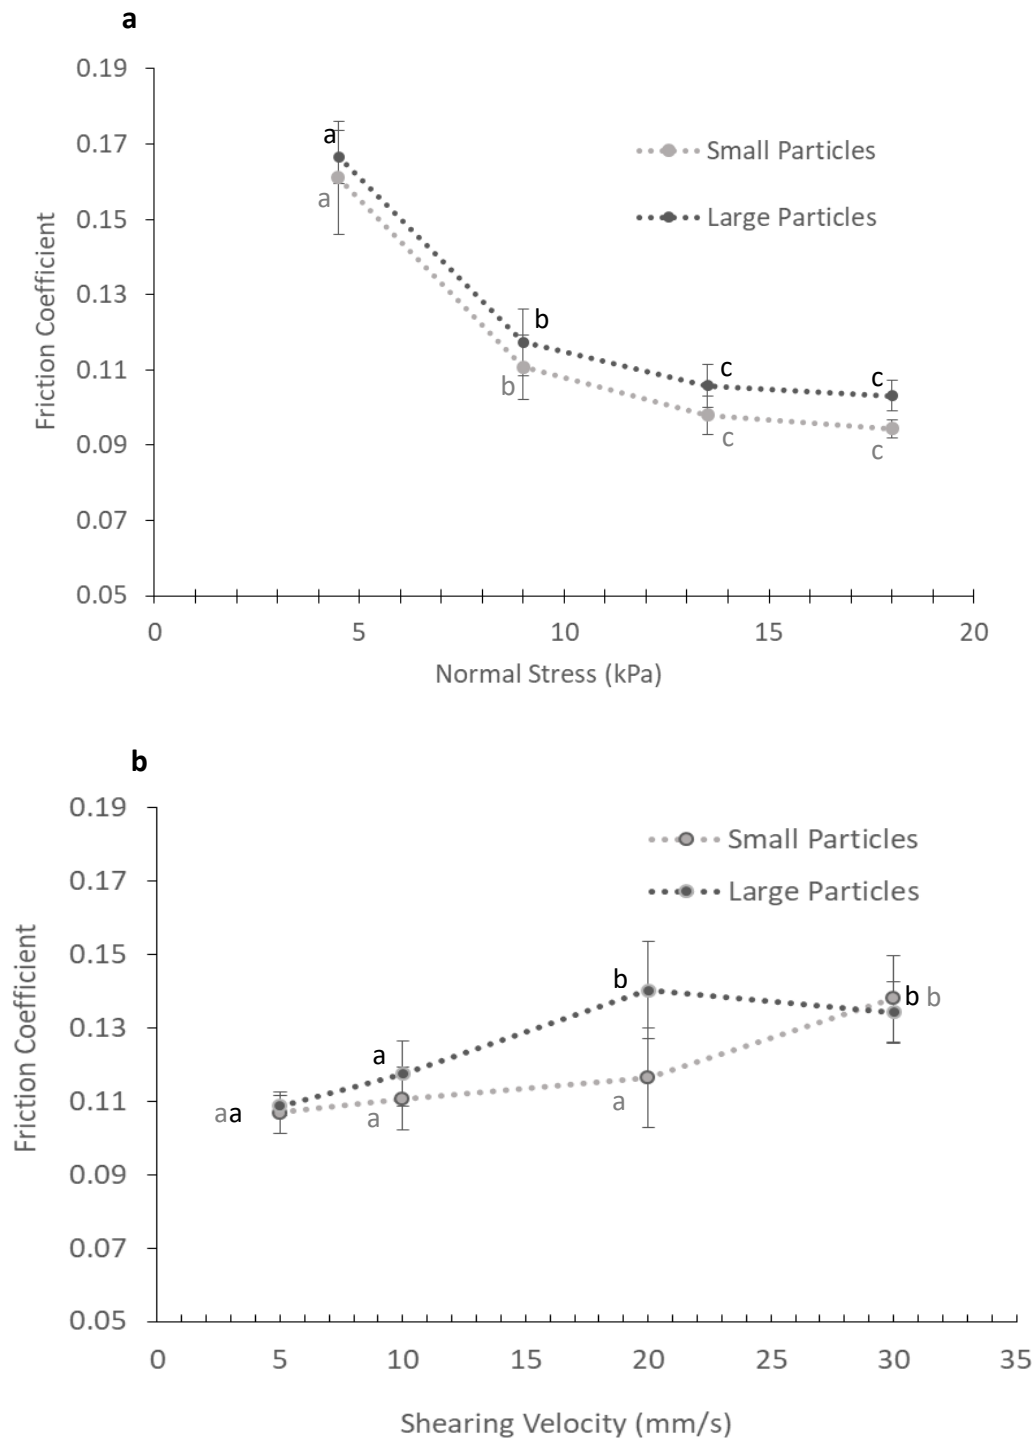 a
0.19
0.17
0.15
0.13
0.11
0.09
0.07
0.05
Friction Coefficient
Small Particles
Large Particles
a
a
b
b
c
c
c
c
0 5 10 15 20
Normal Stress (kPa)
b
0.19
0.17
0.15
0.13
0.11
0.09
0.07
0.05
Friction Coefficient
Small Particles
Large Particles
a a
a
a
b
a
b b
0 5 10 15 20 25 30 35
Shearing Velocity (mm/s)